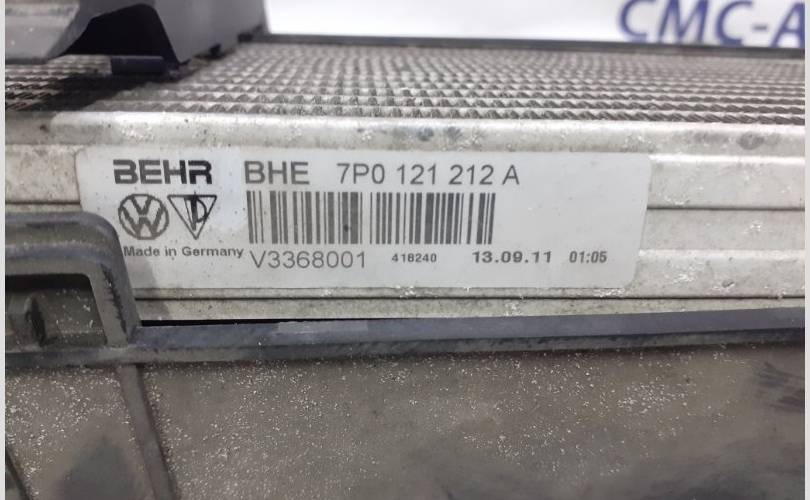 CMC-A
BEHR BHE 7P0 121 212 A
Made in Germany V3368001 418240 13.09.11 01:05